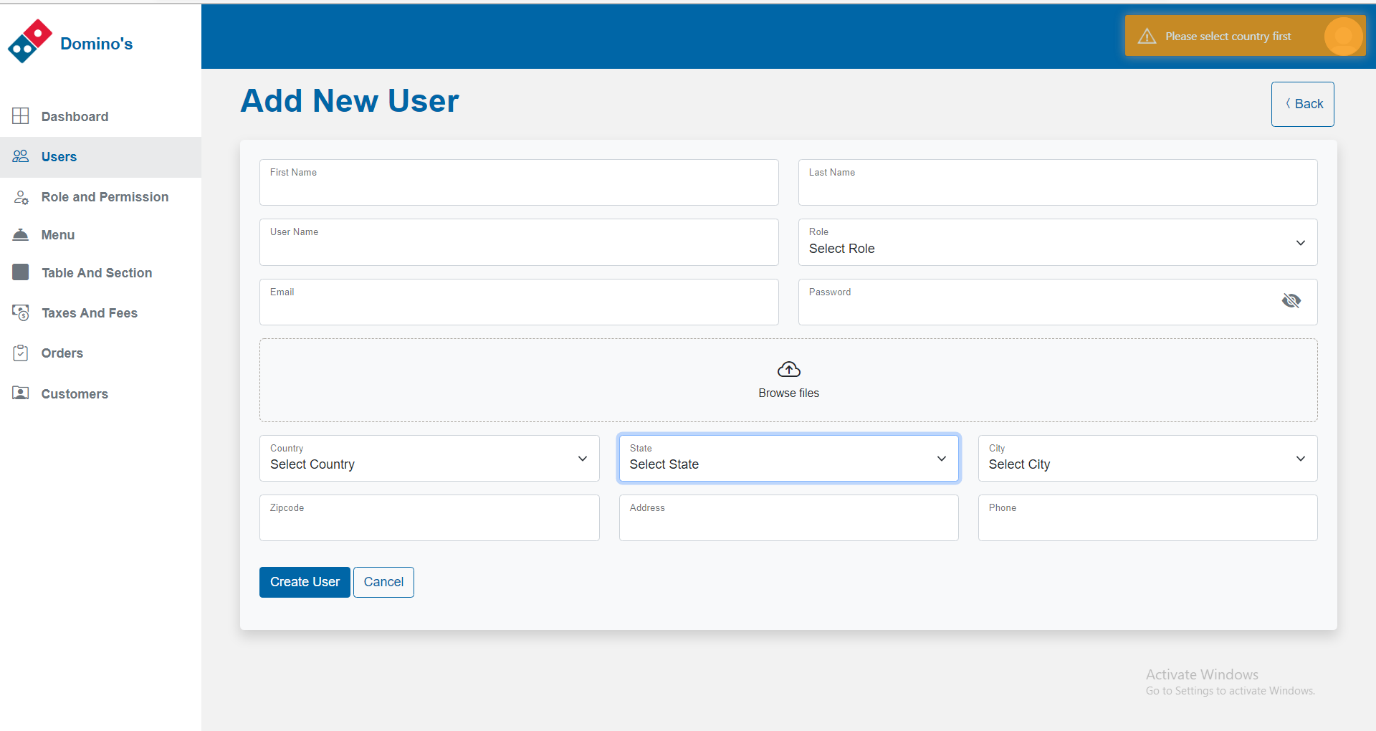 Domino's
Please select country first
Dashboard
Users
Role and Permission
Menu
Table And Section
Taxes And Fees
Orders
Customers
Add New User
Back
First Name
Last Name
User Name
Role
Select Role
Email
Password
Browse files
Country
Select Country
State
Select State
City
Select City
Zipcode
Address
Phone
Create User
Cancel
Activate Windows
Go to Settings to activate Windows.